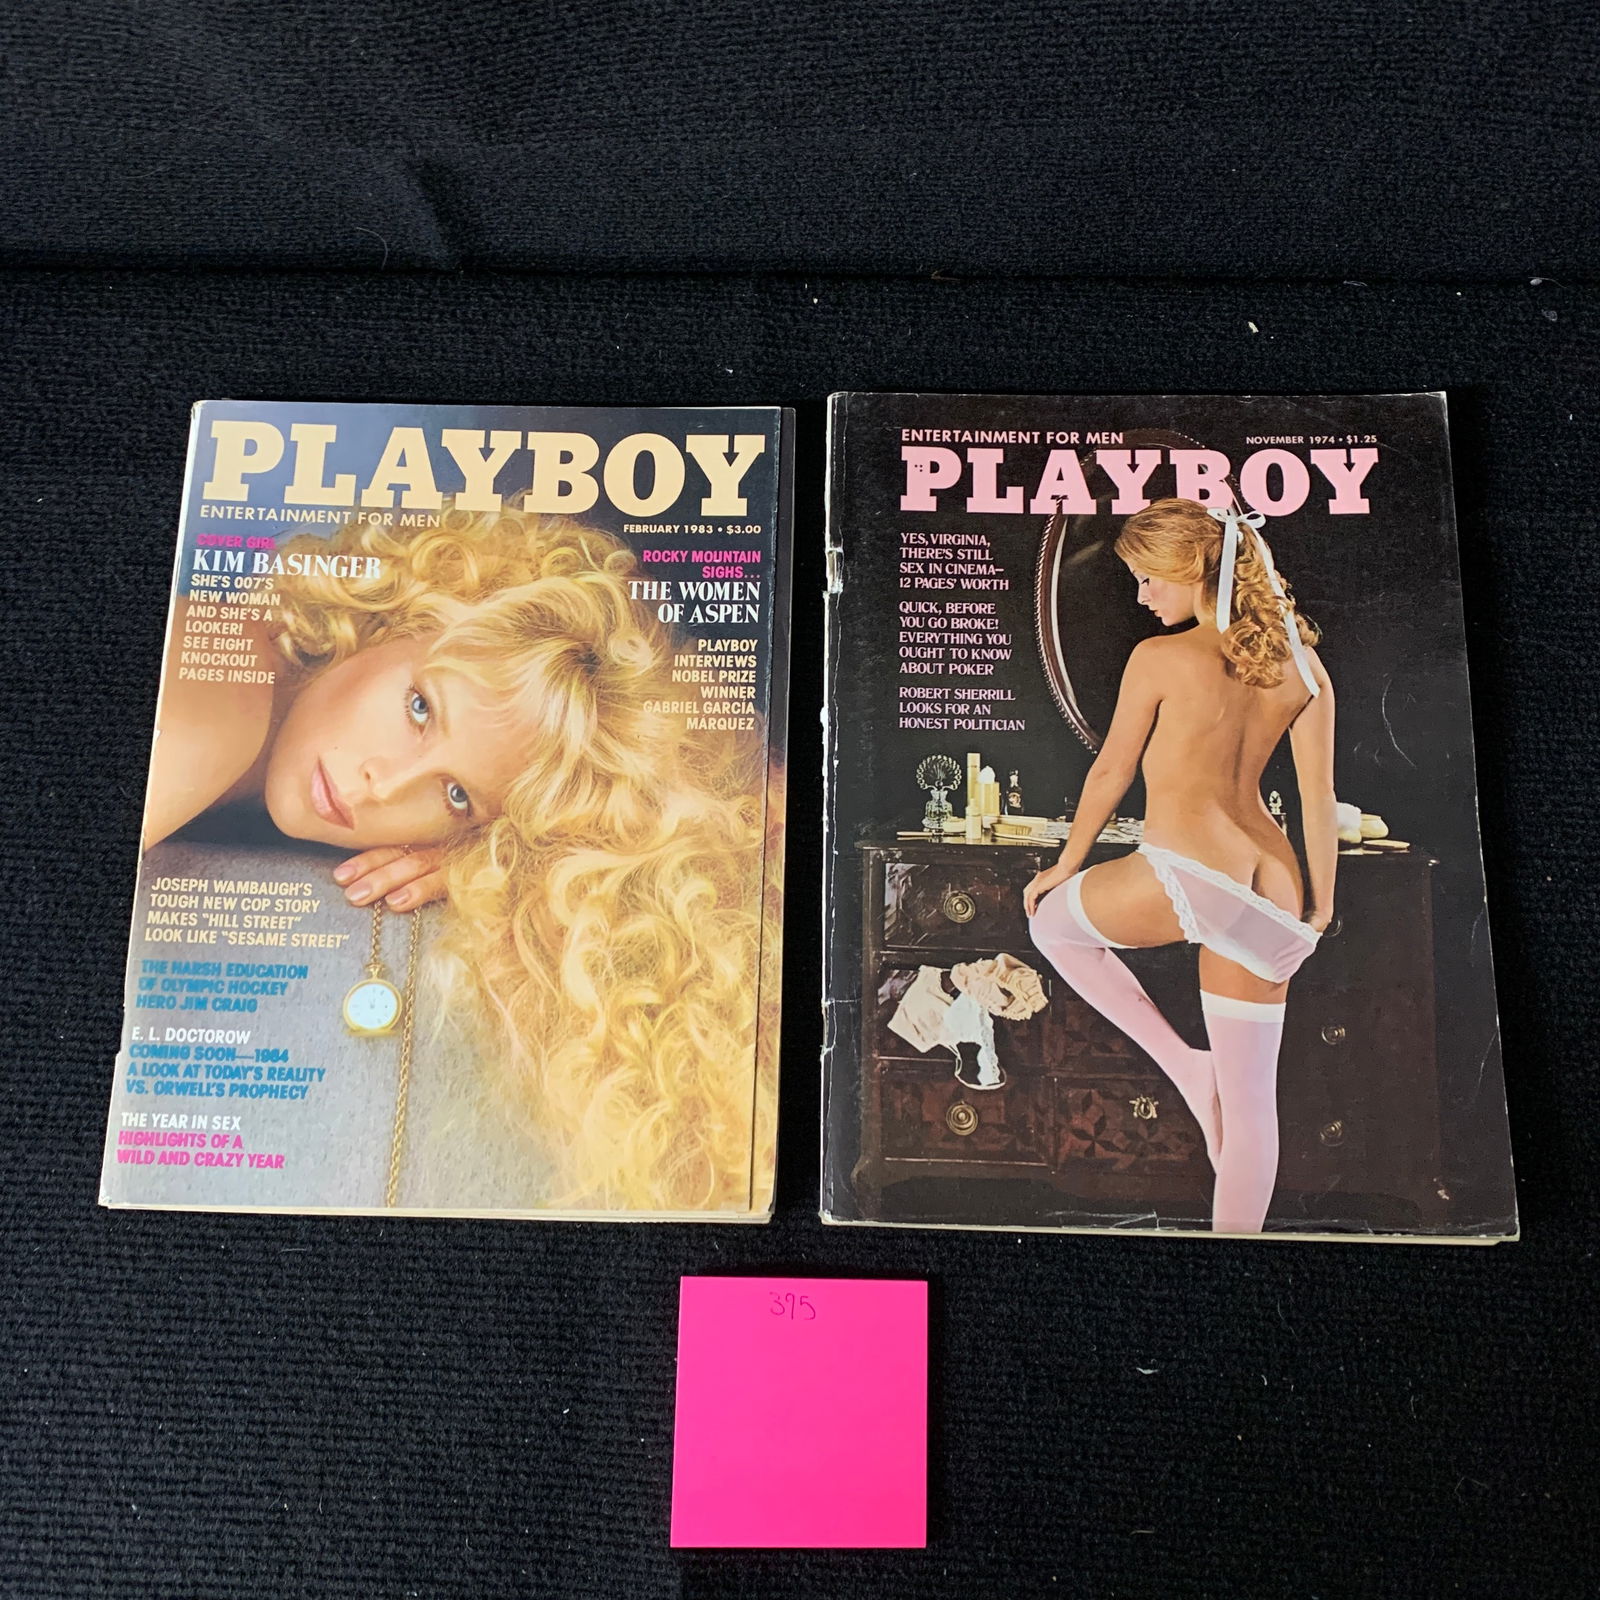 PLAYBOY
ENTERTAINMENT FOR MEN
FEBRUARY 1983 • $3.00
COVER GIRL
KIM BASINGER
SHE'S 007'S
NEW WOMAN
AND SHE'S A
LOOKER!
SEE EIGHT
KNOCKOUT
PAGES INSIDE
ROCKY MOUNTAIN
SIGHS...
THE WOMEN
OF ASPEN
PLAYBOY
INTERVIEWS
NOBEL PRIZE
WINNER
GABRIEL GARCÍA
MÁRQUEZ
JOSEPH WAMBAUGH'S
TOUGH NEW COP STORY
MAKES "HILL STREET"
LOOK LIKE "SESAME STREET"
THE HARSH EDUCATION
OF OLYMPIC HOCKEY
HERO JIM CRAIG
E. L. DOCTOROW
COMING SOON—1984
A LOOK AT TODAY'S REALITY
VS. ORWELL'S PROPHECY
THE YEAR IN SEX
HIGHLIGHTS OF A
WILD AND CRAZY YEAR
ENTERTAINMENT FOR MEN
NOVEMBER 1974 • $1.25
PLAYBOY
YES, VIRGINIA,
THERE'S STILL
SEX IN CINEMA—
12 PAGES' WORTH
QUICK, BEFORE
YOU GO BROKE!
EVERYTHING YOU
OUGHT TO KNOW
ABOUT POKER
ROBERT SHERRILL
LOOKS FOR AN
HONEST POLITICIAN
395